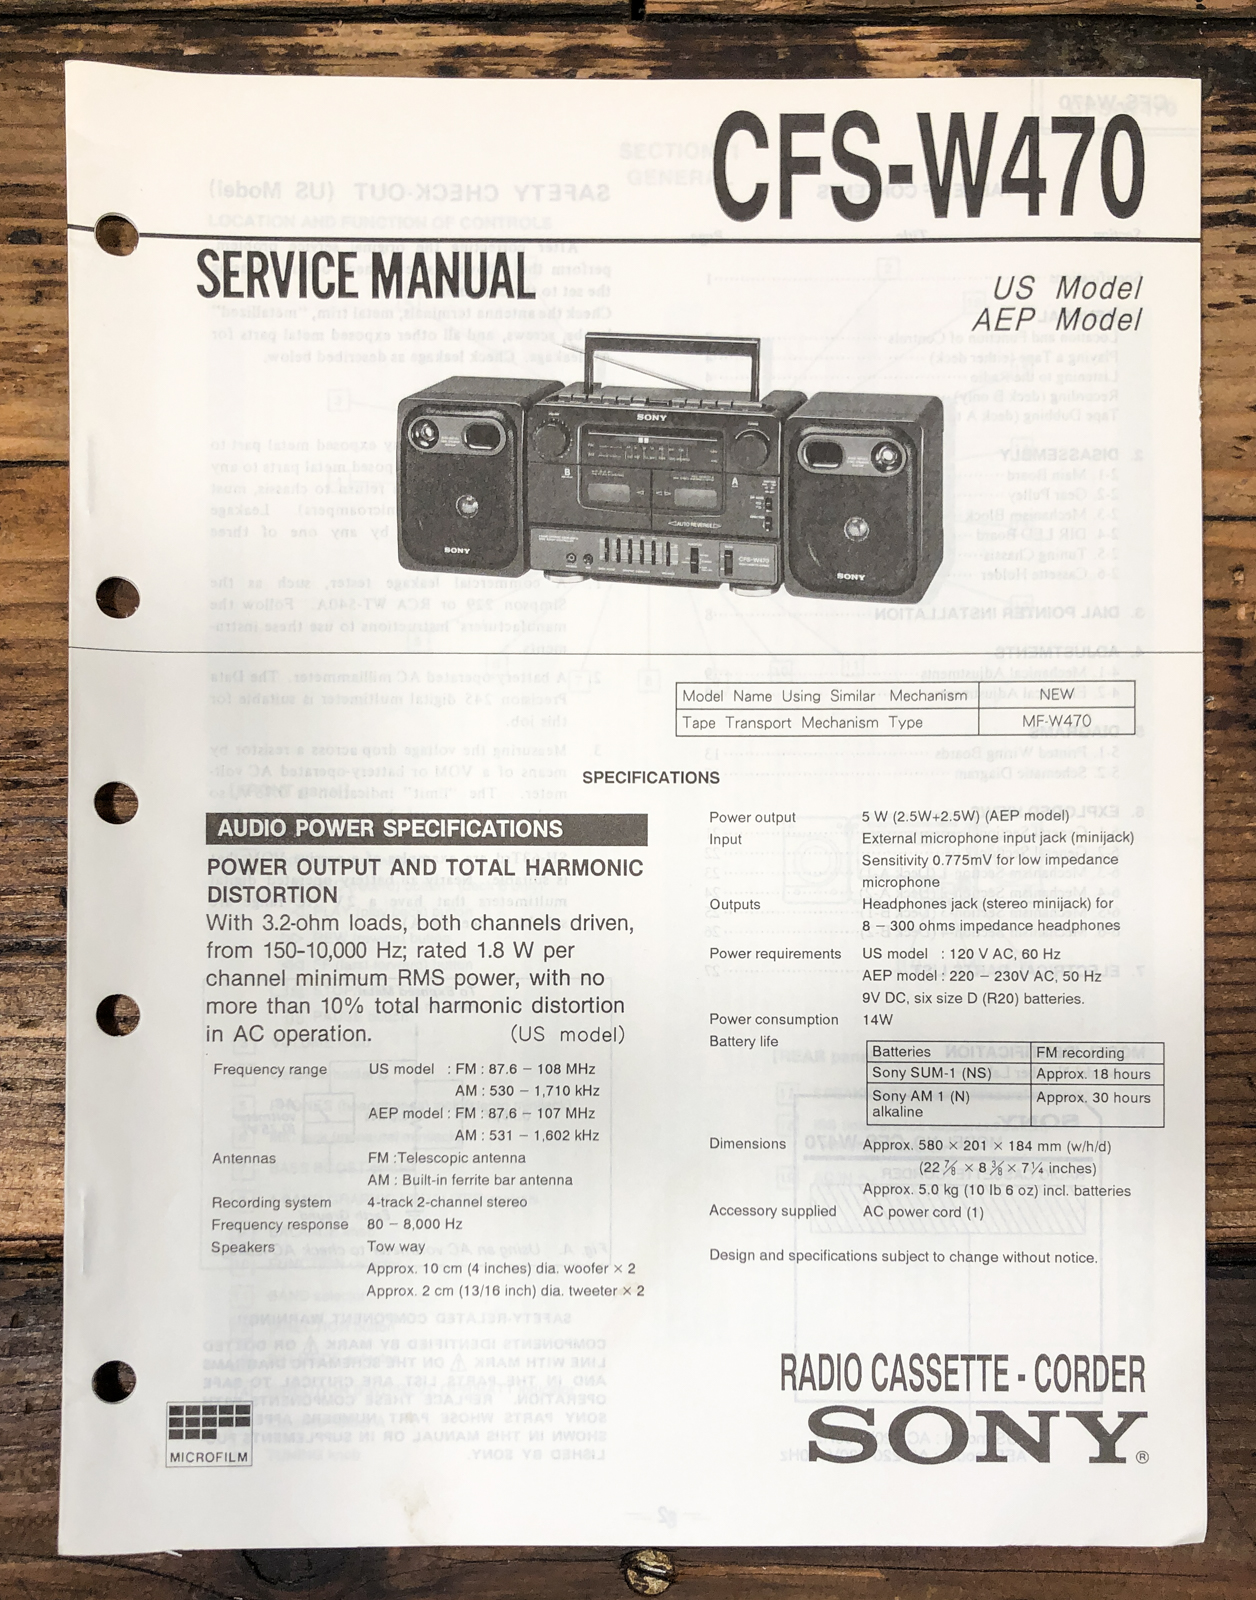 CFS-W470
SERVICE MANUAL
US Model
AEP Model
SONY
B
A
AUTO REVERSE
CFS-W470
SONY
SONY
Model Name Using Similar Mechanism NEW
Tape Transport Mechanism Type MF-W470
SPECIFICATIONS
AUDIO POWER SPECIFICATIONS
POWER OUTPUT AND TOTAL HARMONIC
DISTORTION
With 3.2-ohm loads, both channels driven,
from 150-10,000 Hz; rated 1.8 W per
channel minimum RMS power, with no
more than 10% total harmonic distortion
in AC operation. (US model)
Frequency range US model : FM : 87.6 – 108 MHz
AM : 530 – 1,710 kHz
AEP model : FM : 87.6 – 107 MHz
AM : 531 – 1,602 kHz
Antennas FM :Telescopic antenna
AM : Built-in ferrite bar antenna
Recording system 4-track 2-channel stereo
Frequency response 80 – 8,000 Hz
Speakers Tow way
Approx. 10 cm (4 inches) dia. woofer × 2
Approx. 2 cm (13/16 inch) dia. tweeter × 2
Power output 5 W (2.5W+2.5W) (AEP model)
Input External microphone input jack (minijack)
Sensitivity 0.775mV for low impedance
microphone
Outputs Headphones jack (stereo minijack) for
8 – 300 ohms impedance headphones
Power requirements US model : 120 V AC, 60 Hz
AEP model : 220 – 230V AC, 50 Hz
9V DC, six size D (R20) batteries.
Power consumption 14W
Battery life
Batteries FM recording
Sony SUM-1 (NS) Approx. 18 hours
Sony AM 1 (N) Approx. 30 hours
alkaline
Dimensions Approx. 580 × 201 × 184 mm (w/h/d)
(22 7/8 × 8 3/8 × 7 1/4 inches)
Approx. 5.0 kg (10 lb 6 oz) incl. batteries
Accessory supplied AC power cord (1)
Design and specifications subject to change without notice.
RADIO CASSETTE - CORDER
SONY®
MICROFILM